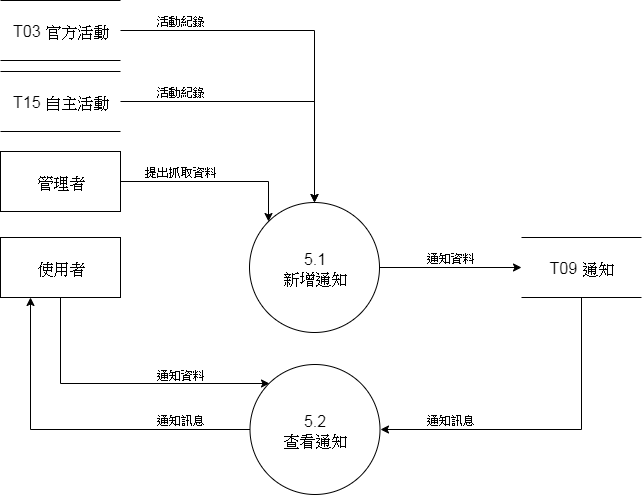 T03 官方活動
活動紀錄
T15 自主活動
活動紀錄
管理者
提出抓取資料
使用者
5.1
新增通知
通知資料
T09 通知
通知資料
通知訊息
5.2
查看通知
通知訊息